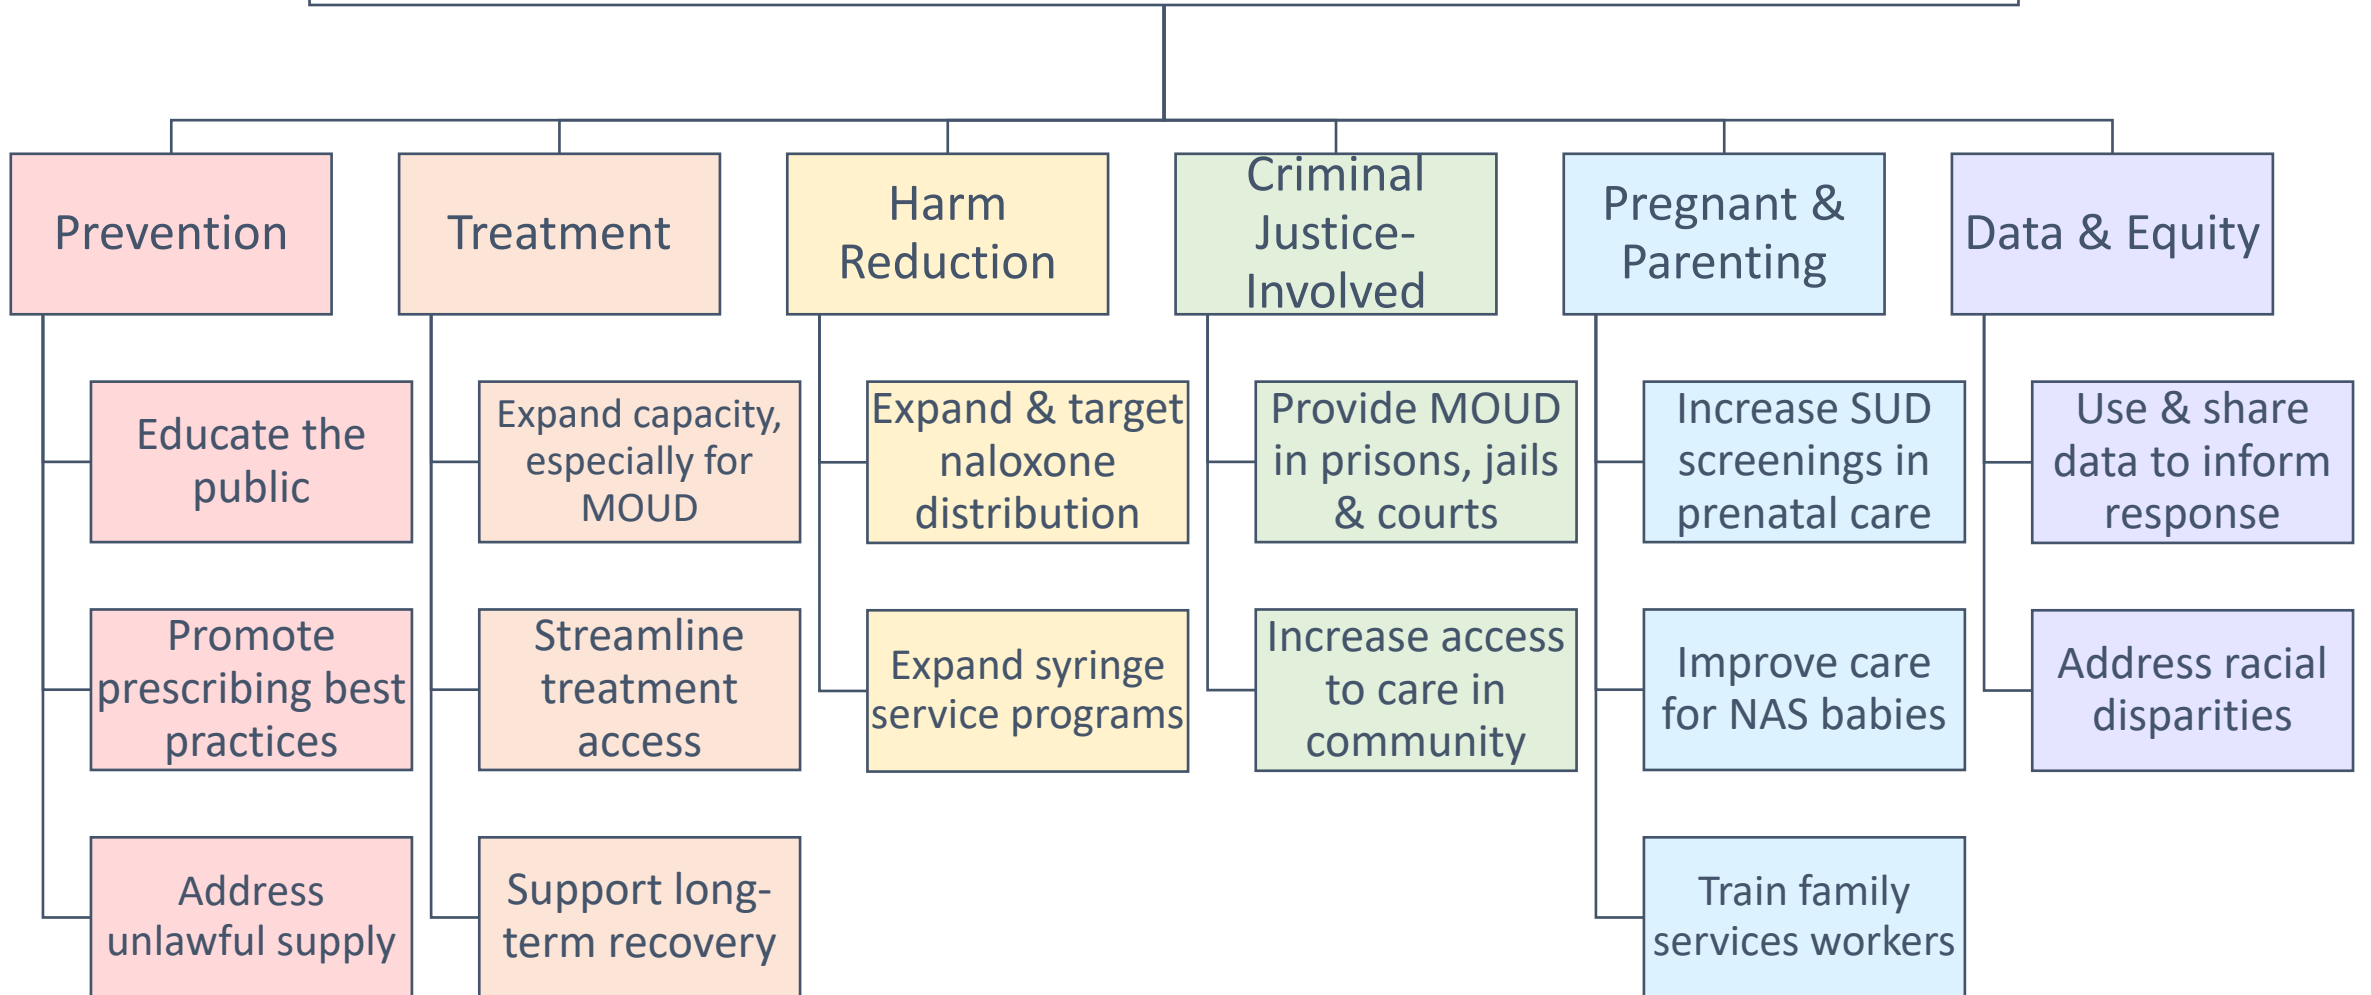 Prevention
Treatment
Harm
Reduction
Criminal
Justice-
Involved
Pregnant &
Parenting
Data & Equity
Educate the
public
Promote
prescribing best
practices
Address
unlawful supply
Expand capacity,
especially for
MOUD
Streamline
treatment
access
Support long-
term recovery
Expand & target
naloxone
distribution
Expand syringe
service programs
Provide MOUD
in prisons, jails
& courts
Increase access
to care in
community
Increase SUD
screenings in
prenatal care
Improve care
for NAS babies
Train family
services workers
Use & share
data to inform
response
Address racial
disparities